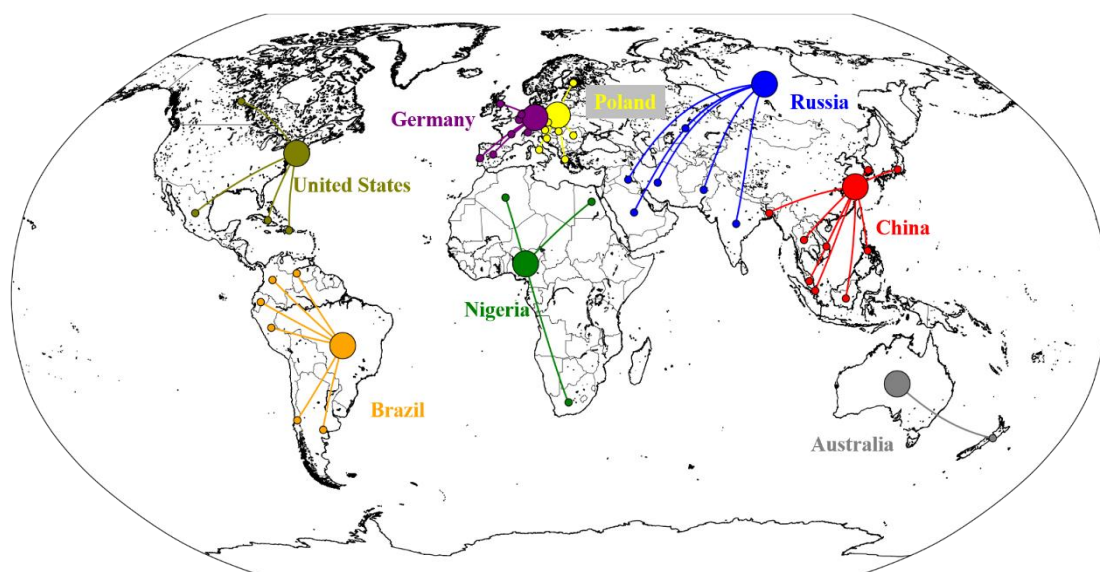 Germany
Poland
Russia
United States
China
Nigeria
Brazil
Australia